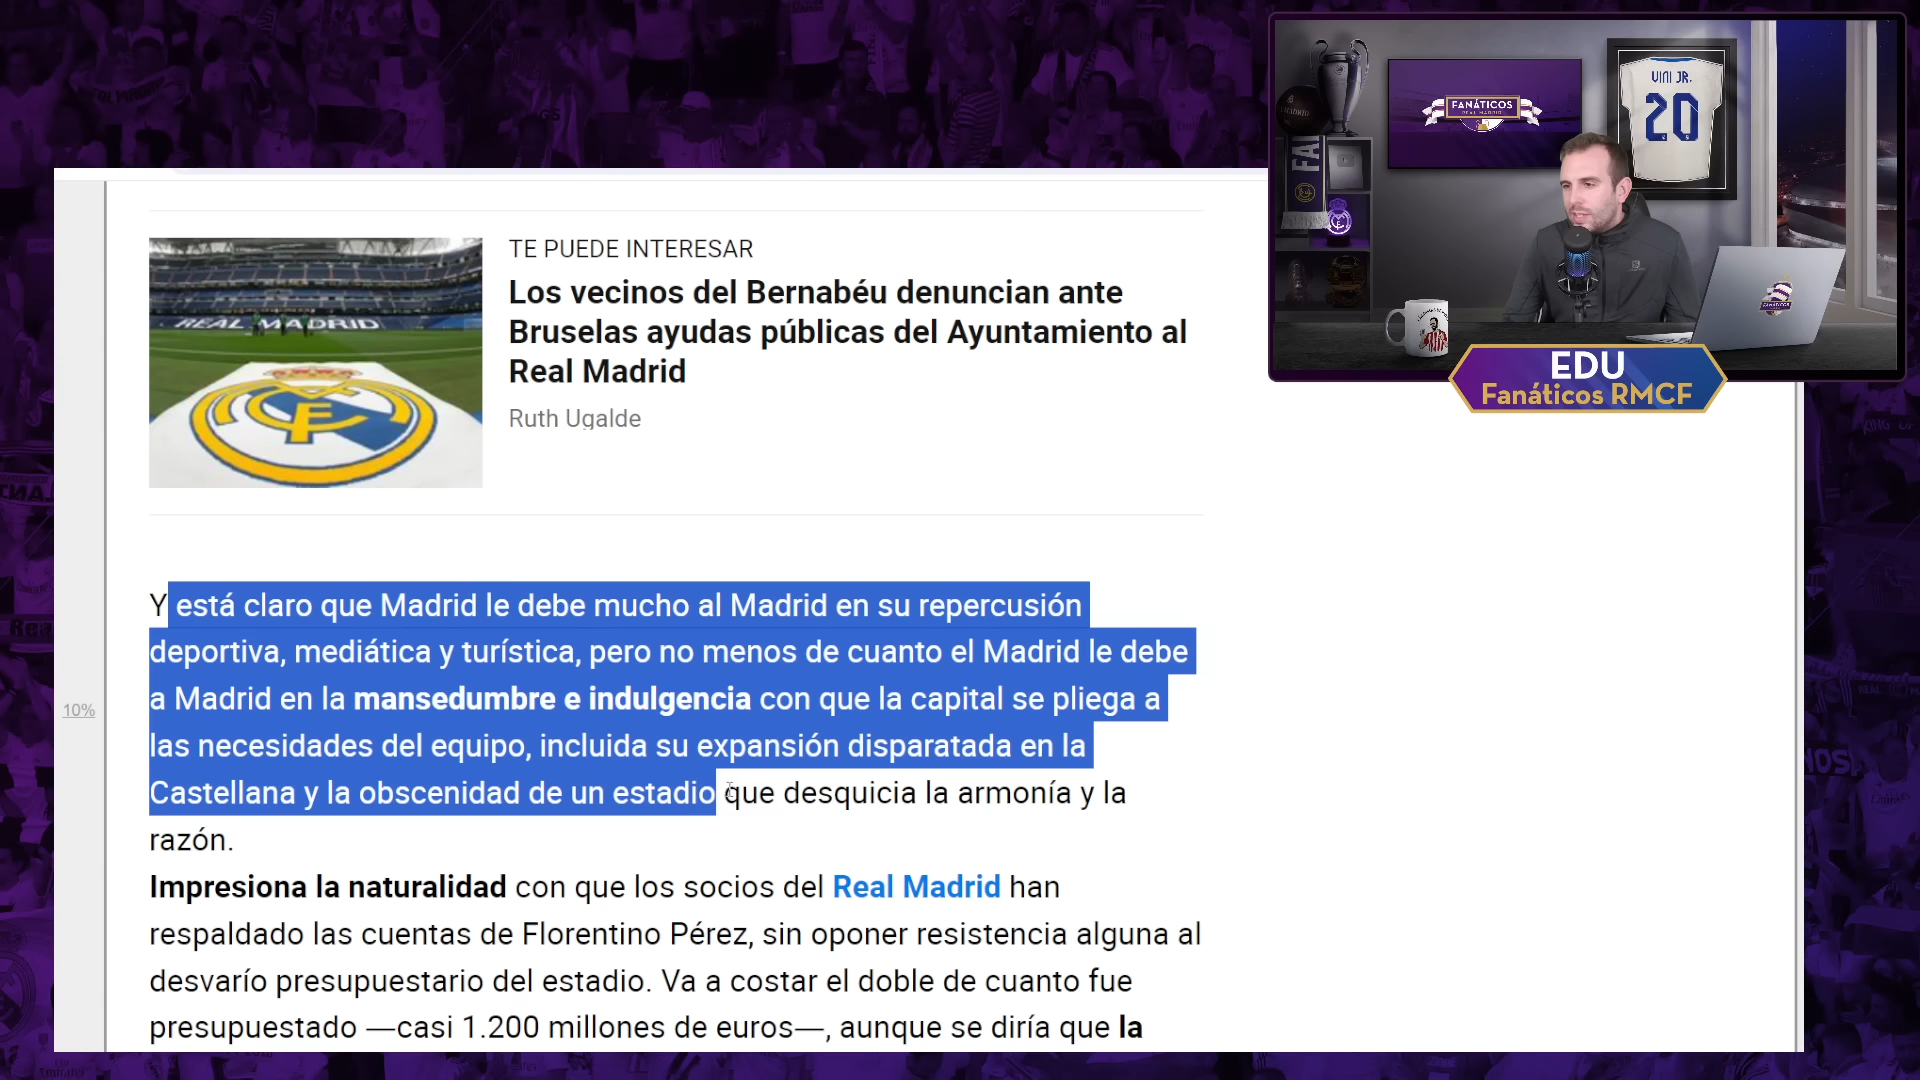 TE PUEDE INTERESAR
Los vecinos del Bernabéu denuncian ante
Bruselas ayudas públicas del Ayuntamiento al
Real Madrid
Ruth Ugalde
REAL MADRID
Y está claro que Madrid le debe mucho al Madrid en su repercusión
deportiva, mediática y turística, pero no menos de cuanto el Madrid le debe
a Madrid en la mansedumbre e indulgencia con que la capital se pliega a
las necesidades del equipo, incluida su expansión disparatada en la
Castellana y la obscenidad de un estadio que desquicia la armonía y la
razón.
Impresiona la naturalidad con que los socios del Real Madrid han
respaldado las cuentas de Florentino Pérez, sin oponer resistencia alguna al
desvarío presupuestario del estadio. Va a costar el doble de cuanto fue
presupuestado —casi 1.200 millones de euros—, aunque se diría que la
10%
FANÁTICOS
REAL MADRID
VINI JR.
20
FAN
EDU
Fanáticos RMCF